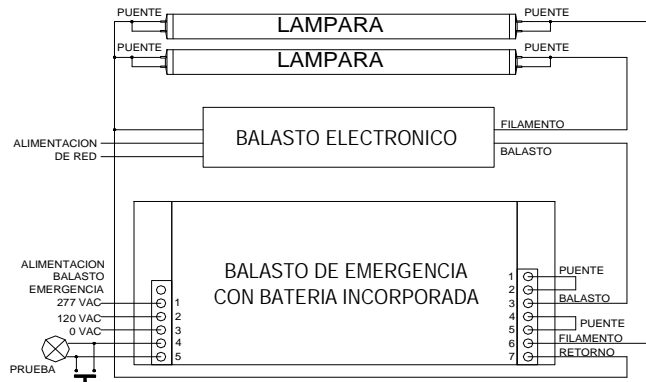 PUENTE LAMPARA PUENTE
PUENTE LAMPARA PUENTE
FILAMENTO
ALIMENTACION
DE RED
BALASTO ELECTRONICO
BALASTO
ALIMENTACION
BALASTO
EMERGENCIA
277 VAC
120 VAC
0 VAC
PRUEBA
1
2
3
4
5
BALASTO DE EMERGENCIA
CON BATERIA INCORPORADA
1
2
3
4
5
6
7
PUENTE
BALASTO
PUENTE
FILAMENTO
RETORNO